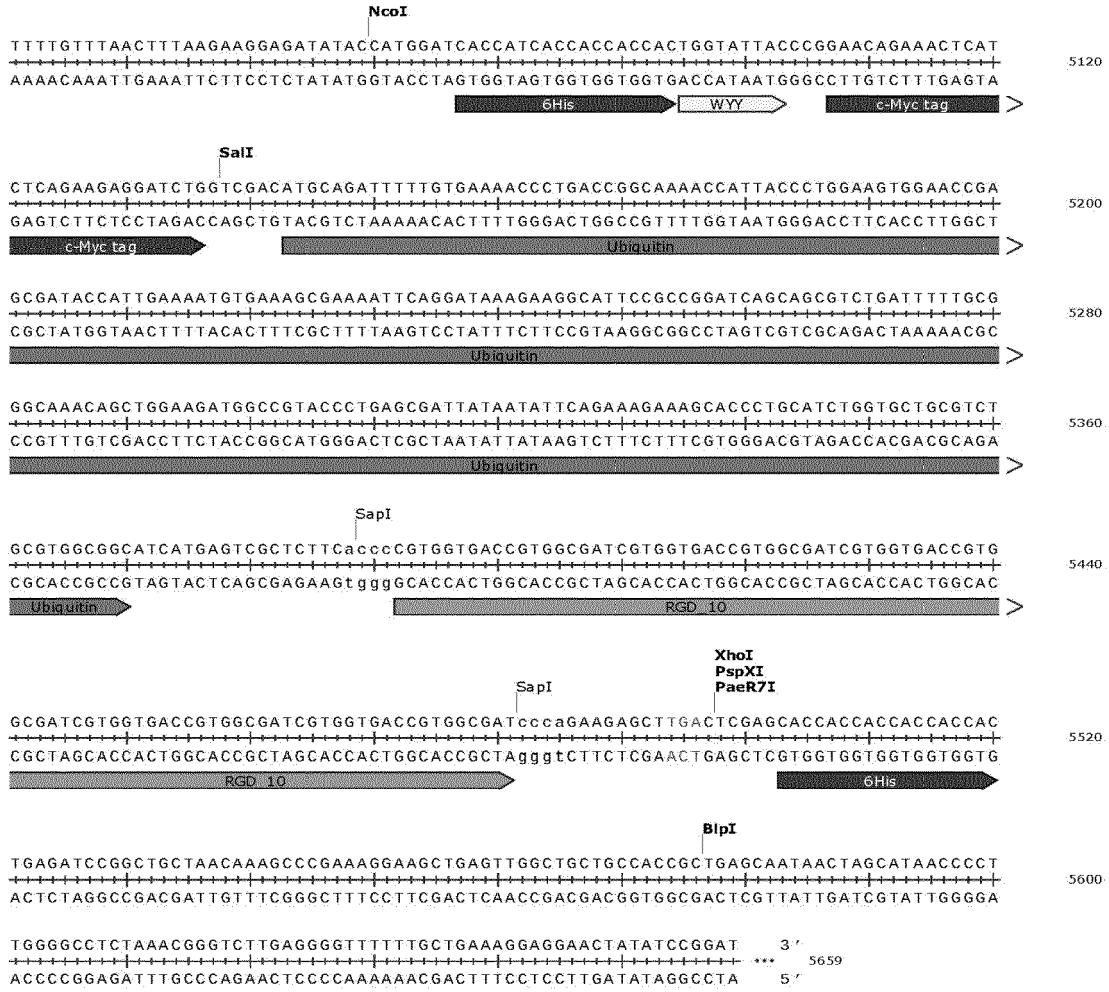 NcoI
TTTTGTTTAACTTTAAGAAGGAGATATACCATGGATCACCATCACCACCACCACTGGTATTACCCGGAACAGAAACTCAT
5120
AAAACAAATTGAAATTCTTCCTCTATATGGTACCTAGTGGTAGTGGTGGTGGTGACCATAATGGGCCTTGTCTTTGAGTA
6His WYY c-Myc tag >
SalI
CTCAGAAGAGGATCTGGTCGACATGCAGATTTTTGTGAAAACCCTGACCGGCAAAACCATTACCCTGGAAGTGGAACCGA
5200
GAGTCTTCTCCTAGACCAGCTGTACGTCTAAAAACACTTTTGGGACTGGCCGTTTTGGTAATGGGACCTTCACCTTGGCT
c-Myc tag Ubiquitin >
GCGATACCATTGAAAATGTGAAAGCGAAAATTCAGGATAAAGAAGGCATTCCGCCGGATCAGCAGCGTCTGATTTTTGCG
5280
CGCTATGGTAACTTTTACACTTTCGCTTTTAAGTCCTATTTCTTCCGTAAGGCGGCCTAGTCGTCGCAGACTAAAAACGC
Ubiquitin >
GGCAAACAGCTGGAAGATGGCCGTACCCTGAGCGATTATAATATTCAGAAAGAAAGCACCCTGCATCTGGTGCTGCGTCT
5360
CCGTTTGTCGACCTTCTACCGGCATGGGACTCGCTAATATTATAAGTCTTTCTTTCGTGGGACGTAGACCACGACGCAGA
Ubiquitin >
SapI
GCGTGGCGGCATCATGAGTCGCTCTTCacccCGTGGTGACCGTGGCGATCGTGGTGACCGTGGCGATCGTGGTGACCGTG
5440
CGCACCGCCGTAGTACTCAGCGAGAAGtgggGCACCACTGGCACCGCTAGCACCACTGGCACCGCTAGCACCACTGGCAC
Ubiquitin RGD_10 >
XhoI
SapI PspXI
PaeR7I
GCGATCGTGGTGACCGTGGCGATCGTGGTGACCGTGGCGATcccaGAAGAGCTTGACTCGAGCACCACCACCACCACCAC
5520
CGCTAGCACCACTGGCACCGCTAGCACCACTGGCACCGCTAgggtCTTCTCGAACTGAGCTCGTGGTGGTGGTGGTGGTG
RGD_10 6His
BlpI
TGAGATCCGGCTGCTAACAAAGCCCGAAAGGAAGCTGAGTTGGCTGCTGCCACCGCTGAGCAATAACTAGCATAACCCCT
5600
ACTCTAGGCCGACGATTGTTTCGGGCTTTCCTTCGACTCAACCGACGACGGTGGCGACTCGTTATTGATCGTATTGGGGA
TGGGGCCTCTAAACGGGTCTTGAGGGGTTTTTTGCTGAAAGGAGGAACTATATCCGGAT 3′
••• 5659
ACCCCGGAGATTTGCCCAGAACTCCCCAAAAAACGACTTTCCTCCTTGATATAGGCCTA 5′